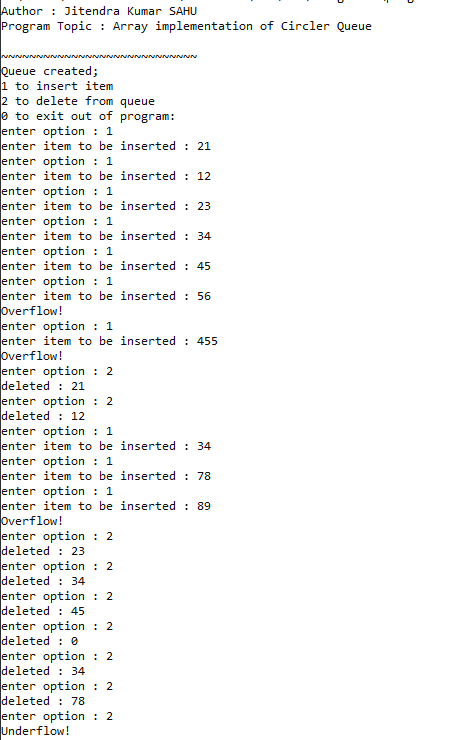 Author : Jitendra Kumar SAHU
Program Topic : Array implementation of Circler Queue
~~~~~~~~~~~~~~~~~~~~~~~~~~~~
Queue created;
1 to insert item
2 to delete from queue
0 to exit out of program:
enter option : 1
enter item to be inserted : 21
enter option : 1
enter item to be inserted : 12
enter option : 1
enter item to be inserted : 23
enter option : 1
enter item to be inserted : 34
enter option : 1
enter item to be inserted : 45
enter option : 1
enter item to be inserted : 56
Overflow!
enter option : 1
enter item to be inserted : 455
Overflow!
enter option : 2
deleted : 21
enter option : 2
deleted : 12
enter option : 1
enter item to be inserted : 34
enter option : 1
enter item to be inserted : 78
enter option : 1
enter item to be inserted : 89
Overflow!
enter option : 2
deleted : 23
enter option : 2
deleted : 34
enter option : 2
deleted : 45
enter option : 2
deleted : 0
enter option : 2
deleted : 34
enter option : 2
deleted : 78
enter option : 2
Underflow!